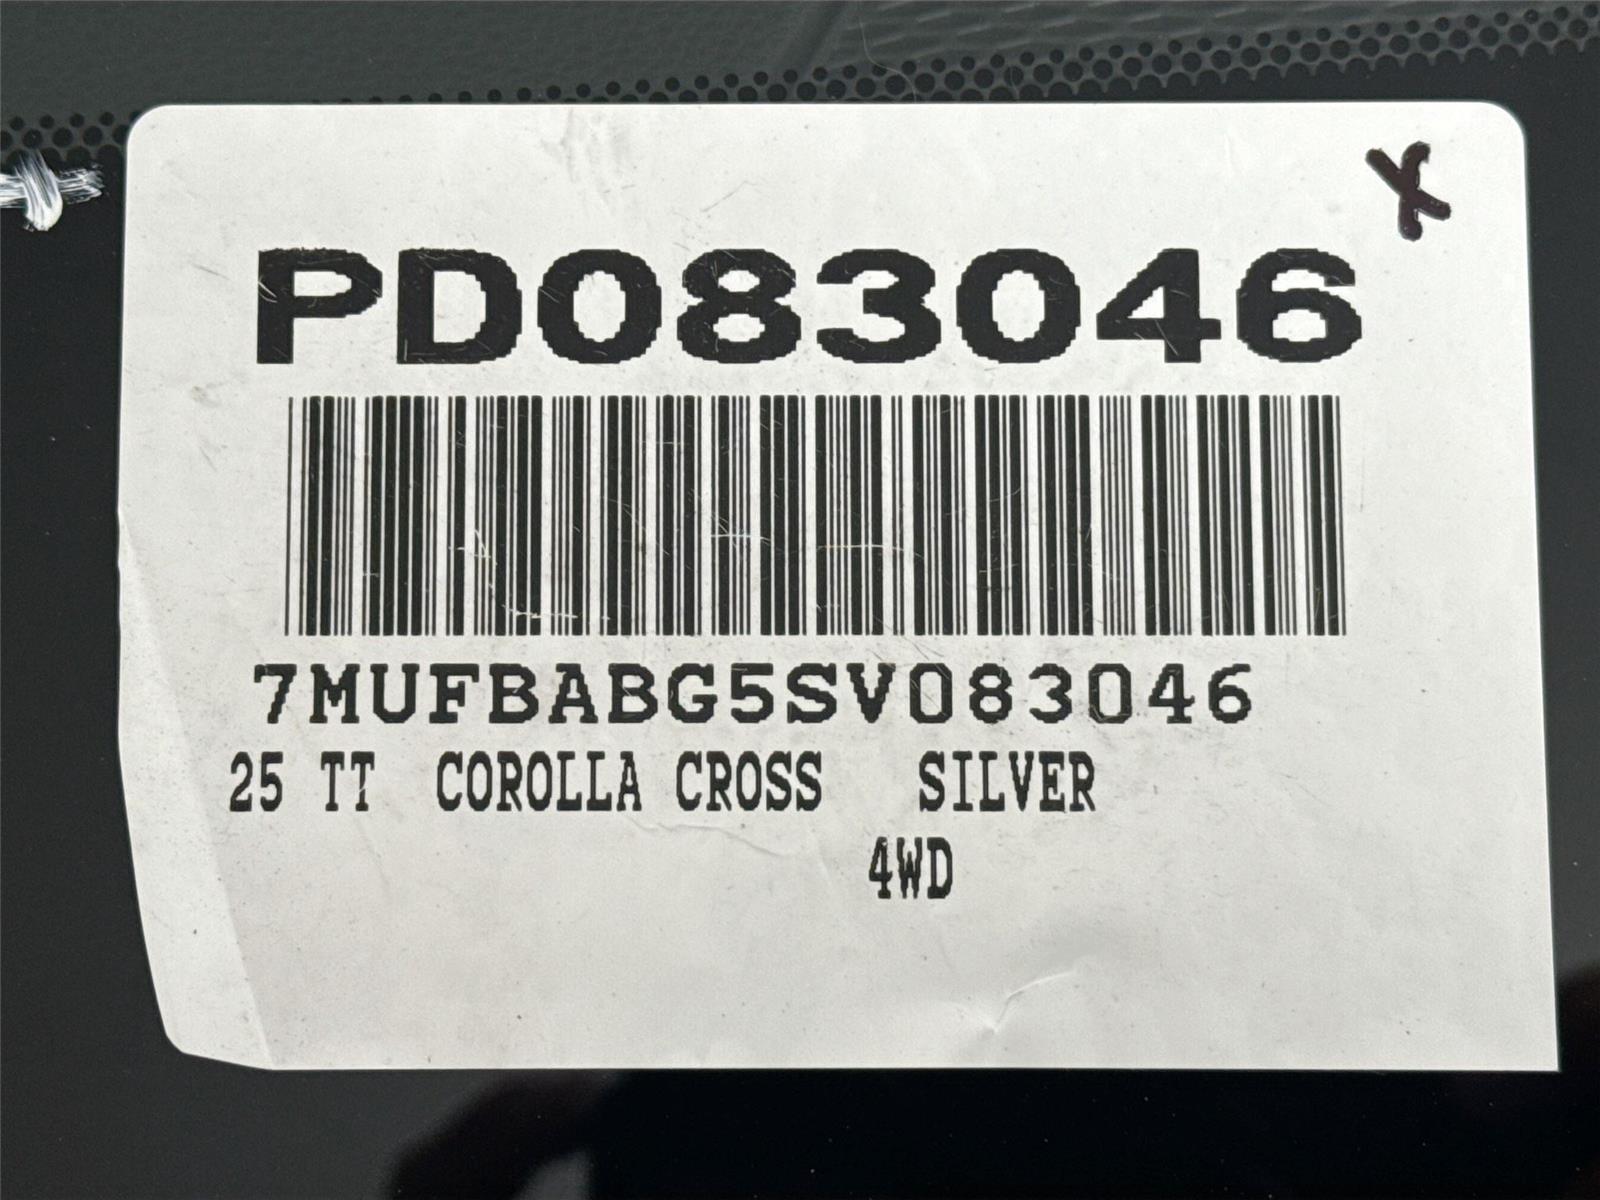 X
PD083046
7MUFBABG5SV083046
25 TT COROLLA CROSS SILVER
4WD